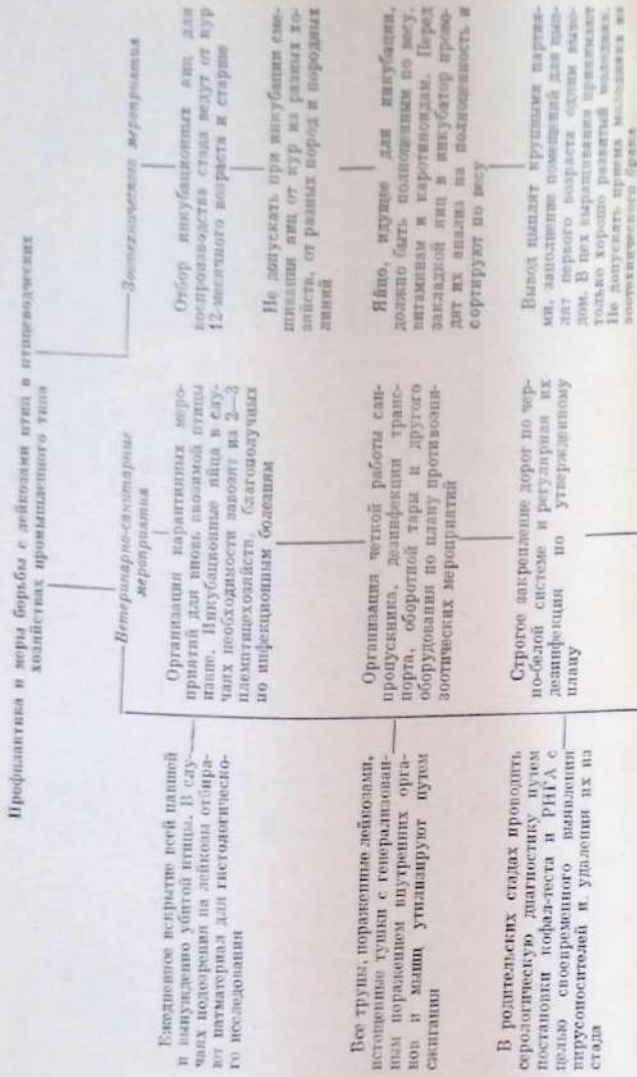 Профилактика и меры борьбы с лейкозами птиц в птицеводческих
хозяйствах промышленного типа
Ветеринарно-санитарные
мероприятия
Зоотехнические мероприятия
Ежедневное вскрытие всей павшей
и вынужденно убитой птицы. В слу-
чаях подозрения на лейкозы отбира-
ют патматериал для гистологическо-
го исследования
Все трупы, пораженные лейкозами,
истощенные тушки с генерализован-
ным поражением внутренних орга-
нов и мышц утилизируют путем
сжигания
В родительских стадах проводить
серологическую диагностику путем
постановки кофал-теста и РНГА с
целью своевременного выявления
вирусоносителей и удаления их из
стада
Организация карантинных меро-
приятий для вновь ввозимой птицы
Инкубационные яйца в слу-
чаях необходимости завозят из 2—3
племптицехозяйств, благополучных
по инфекционным болезням
Организация четкой работы сан-
пропускника, дезинфекции транс-
порта, оборотной тары и другого
оборудования по плану противоэпи-
зоотических мероприятий
Строгое закрепление дорог по чер-
но-белой системе и регулярная их
дезинфекция по утвержденному
плану
Отбор инкубационных яиц для
воспроизводства стада ведут от кур
12-месячного возраста и старше
Не допускать при инкубации сме-
шивания яиц от кур из разных хо-
зяйств, от разных пород и породных
линий
Яйцо, идущее для инкубации,
должно быть полноценным по весу,
витаминам и каротиноидам. Перед
закладкой яиц в инкубатор прово-
дят их анализ на полноценность и
сортируют по весу
Вывод цыплят крупными партия-
ми, заполнение помещений для цып-
лят первого возраста одним выво-
дом. В цех выращивания принимают
только хорошо развитый молодняк.
Не допускать приема молодняка из
зоотехнического брака